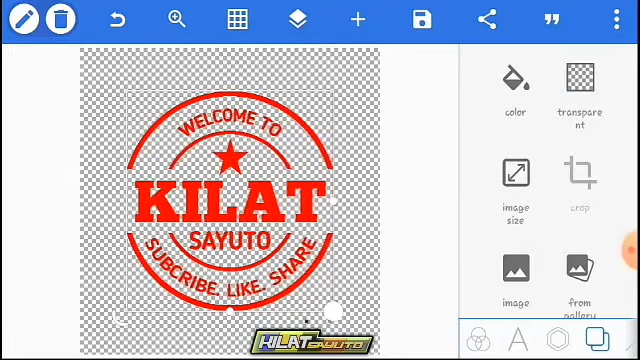 WELCOME TO
KILAT
SAYUTO
SUBCRIBE. LIKE. SHARE
KILAT SAYUTO
color
transpare
nt
image
size
crop
image
from
gallery